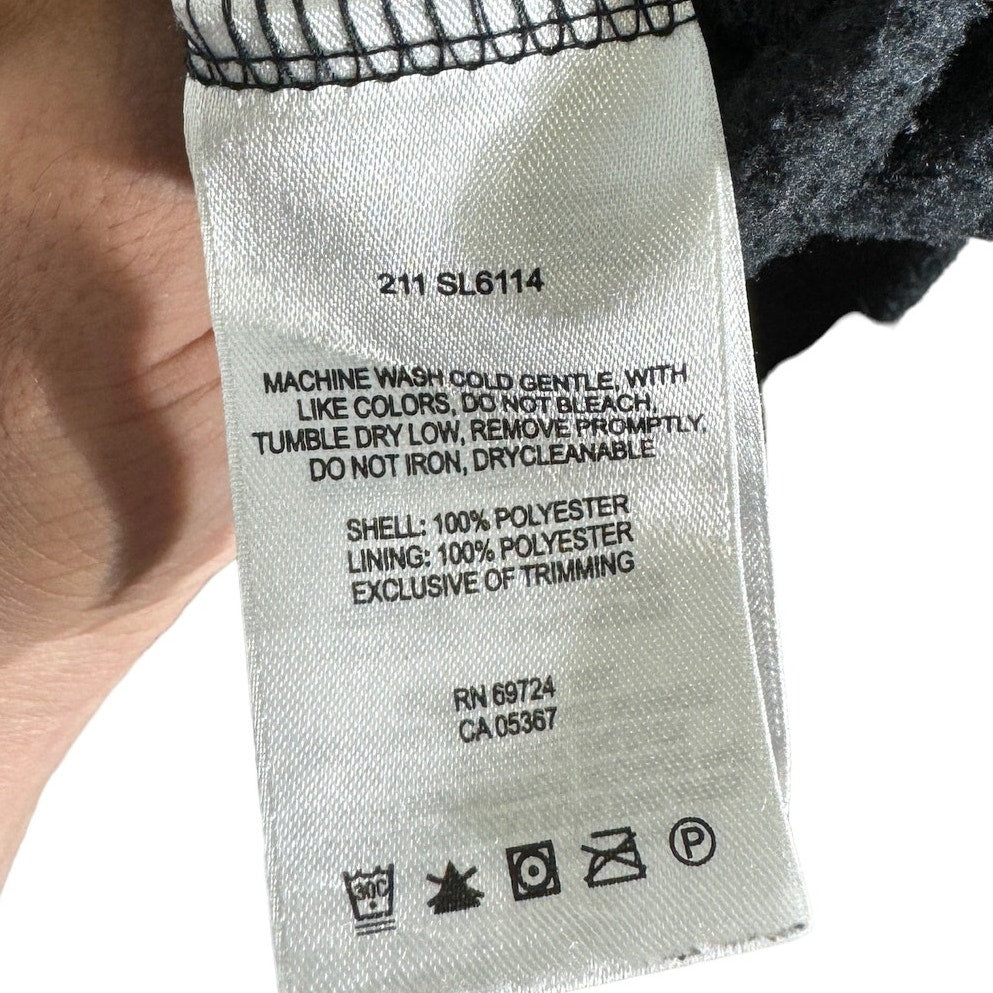 211 SL6114
MACHINE WASH COLD GENTLE, WITH
LIKE COLORS, DO NOT BLEACH,
TUMBLE DRY LOW, REMOVE PROMPTLY,
DO NOT IRON, DRYCLEANABLE
SHELL: 100% POLYESTER
LINING: 100% POLYESTER
EXCLUSIVE OF TRIMMING
RN 69724
CA 05367
30C P